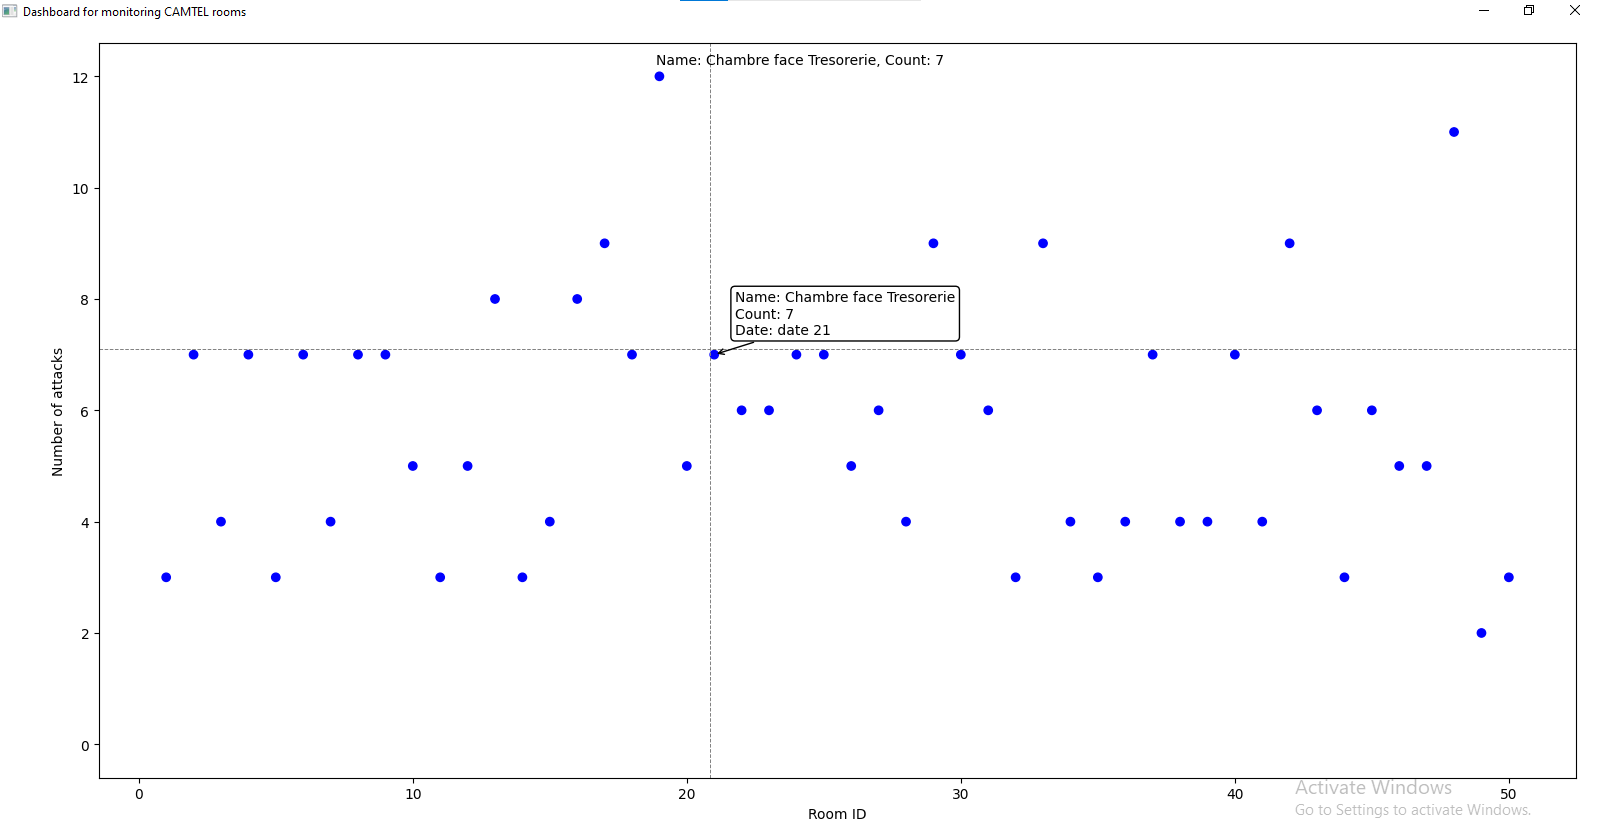 Dashboard for monitoring CAMTEL rooms
Name: Chambre face Tresorerie, Count: 7
12
10
8
Name: Chambre face Tresorerie
Count: 7
Date: date 21
6
4
2
0
Number of attacks
0 10 20 30 40 50
Room ID
Activate Windows
Go to Settings to activate Windows.